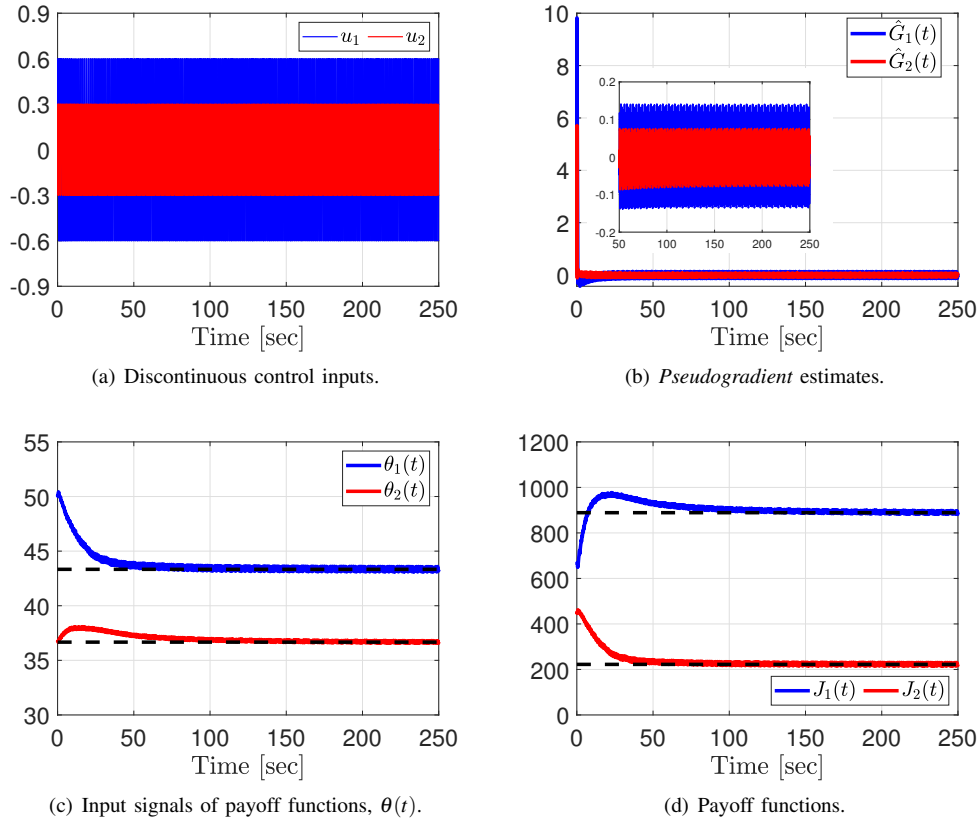 0.9
0.6
0.3
0
-0.3
-0.6
-0.9
u₁ u₂
0 50 100 150 200 250
Time [sec]
(a) Discontinuous control inputs.
10
8
6
4
2
0
Ĝ₁(t)
Ĝ₂(t)
0.2
0.1
0
-0.1
-0.2
50 100 150 200 250
0 50 100 150 200 250
Time [sec]
(b) Pseudogradient estimates.
55
50
45
40
35
30
θ₁(t)
θ₂(t)
0 50 100 150 200 250
Time [sec]
(c) Input signals of payoff functions, θ(t).
1200
1000
800
600
400
200
0
J₁(t) J₂(t)
0 50 100 150 200 250
Time [sec]
(d) Payoff functions.